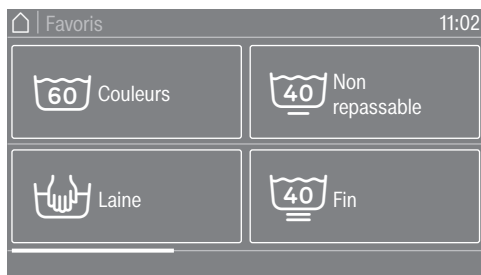 Favoris 11:02
60 Couleurs
40 Non
repassable
Laine
40 Fin